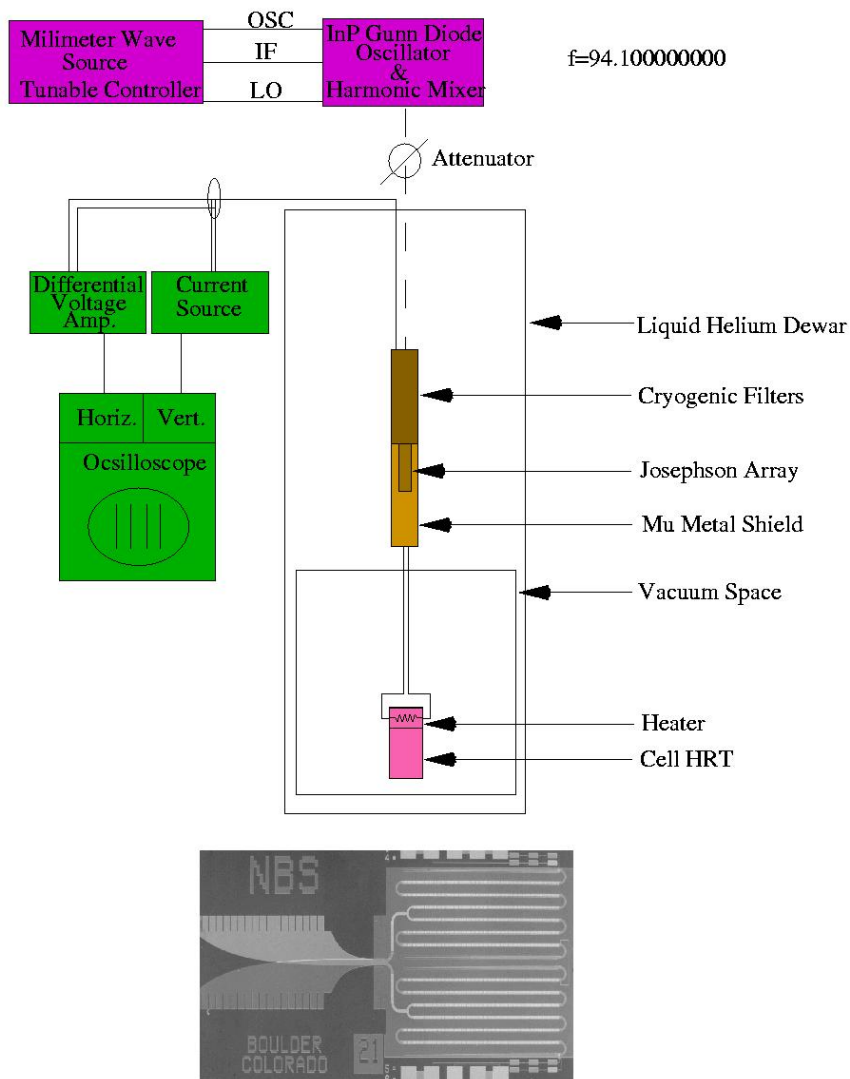 Milimeter Wave
Source
Tunable Controller
OSC
IF
LO
InP Gunn Diode
Oscillator
&
Harmonic Mixer
f=94.100000000
Attenuator
Differential
Voltage
Amp.
Current
Source
Horiz.
Vert.
Ocsilloscope
Liquid Helium Dewar
Cryogenic Filters
Josephson Array
Mu Metal Shield
Vacuum Space
Heater
Cell HRT
NBS
BOULDER
COLORADO
21